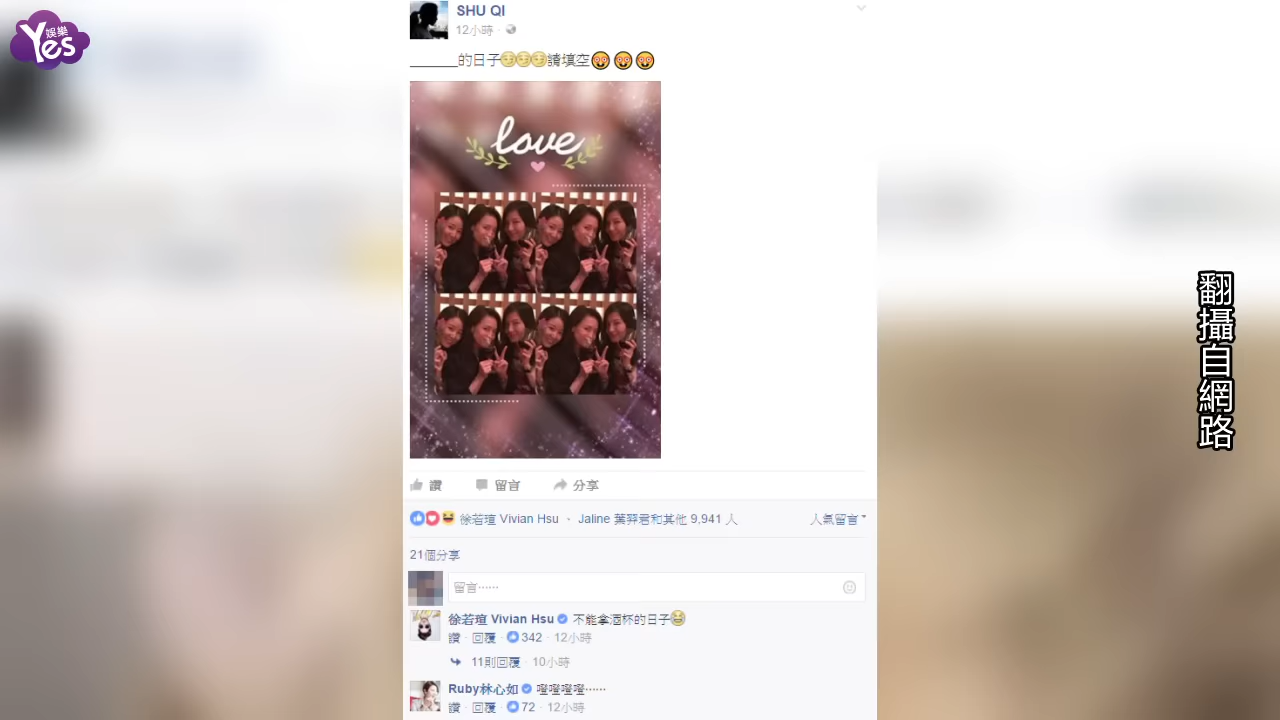 Yes
娛樂
SHU QI
12小時
______的日子😏😏😏請填空🤩🤩🤩
love
讚 留言 分享
徐若瑄 Vivian Hsu、Jaline 葉羿君和其他 9,941 人
人氣留言
21個分享
留言……
徐若瑄 Vivian Hsu 不能拿酒杯的日子😆
讚 · 回覆 · 342 · 12小時
11則回覆 · 10小時
Ruby林心如 噔噔噔噔……
讚 · 回覆 · 72 · 12小時
翻攝自網路